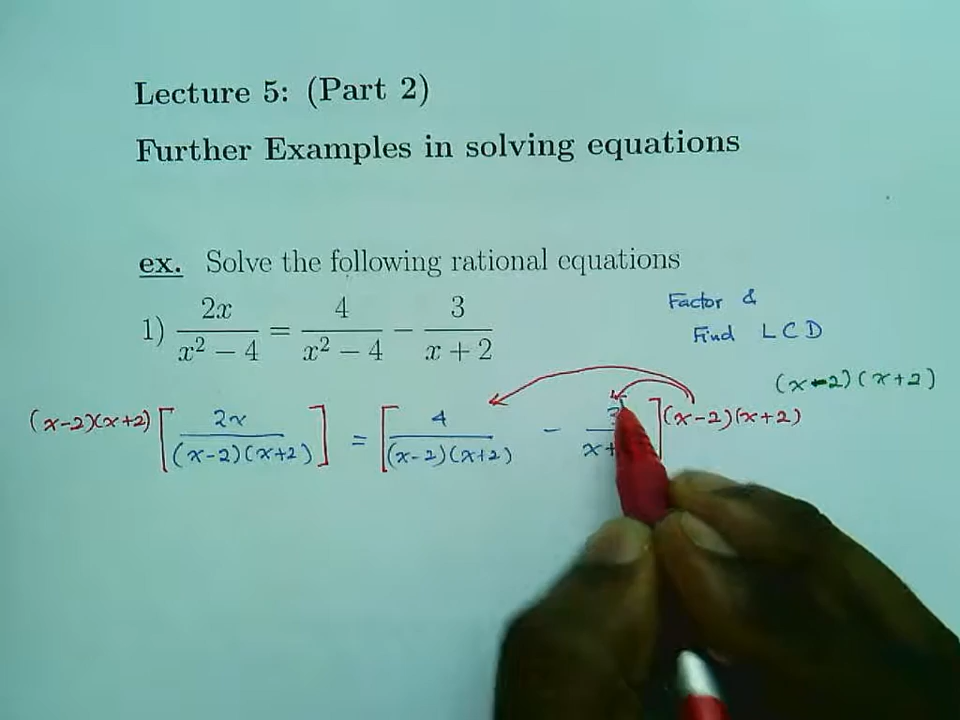 Lecture 5: (Part 2)
Further Examples in solving equations
ex. Solve the following rational equations
1) 2x/(x² − 4) = 4/(x² − 4) − 3/(x + 2)
Factor &
Find LCD
(x-2)(x+2)
(x-2)(x+2) [ 2x/((x-2)(x+2)) ] = [ 4/((x-2)(x+2)) − 3/(x+ ](x-2)(x+2)